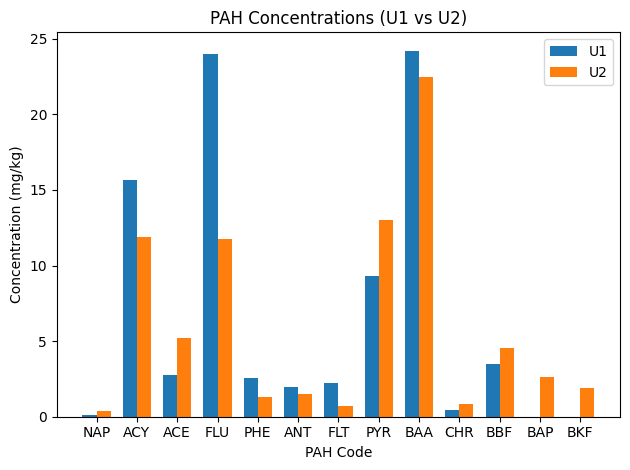 PAH Concentrations (U1 vs U2)
U1
U2
Concentration (mg/kg)
25
20
15
10
5
0
NAP ACY ACE FLU PHE ANT FLT PYR BAA CHR BBF BAP BKF
PAH Code